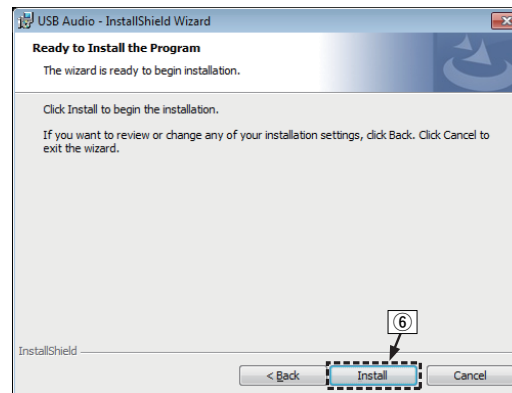 USB Audio - InstallShield Wizard
Ready to Install the Program
The wizard is ready to begin installation.
Click Install to begin the installation.
If you want to review or change any of your installation settings, click Back. Click Cancel to
exit the wizard.
⑥
InstallShield
< Back Install Cancel